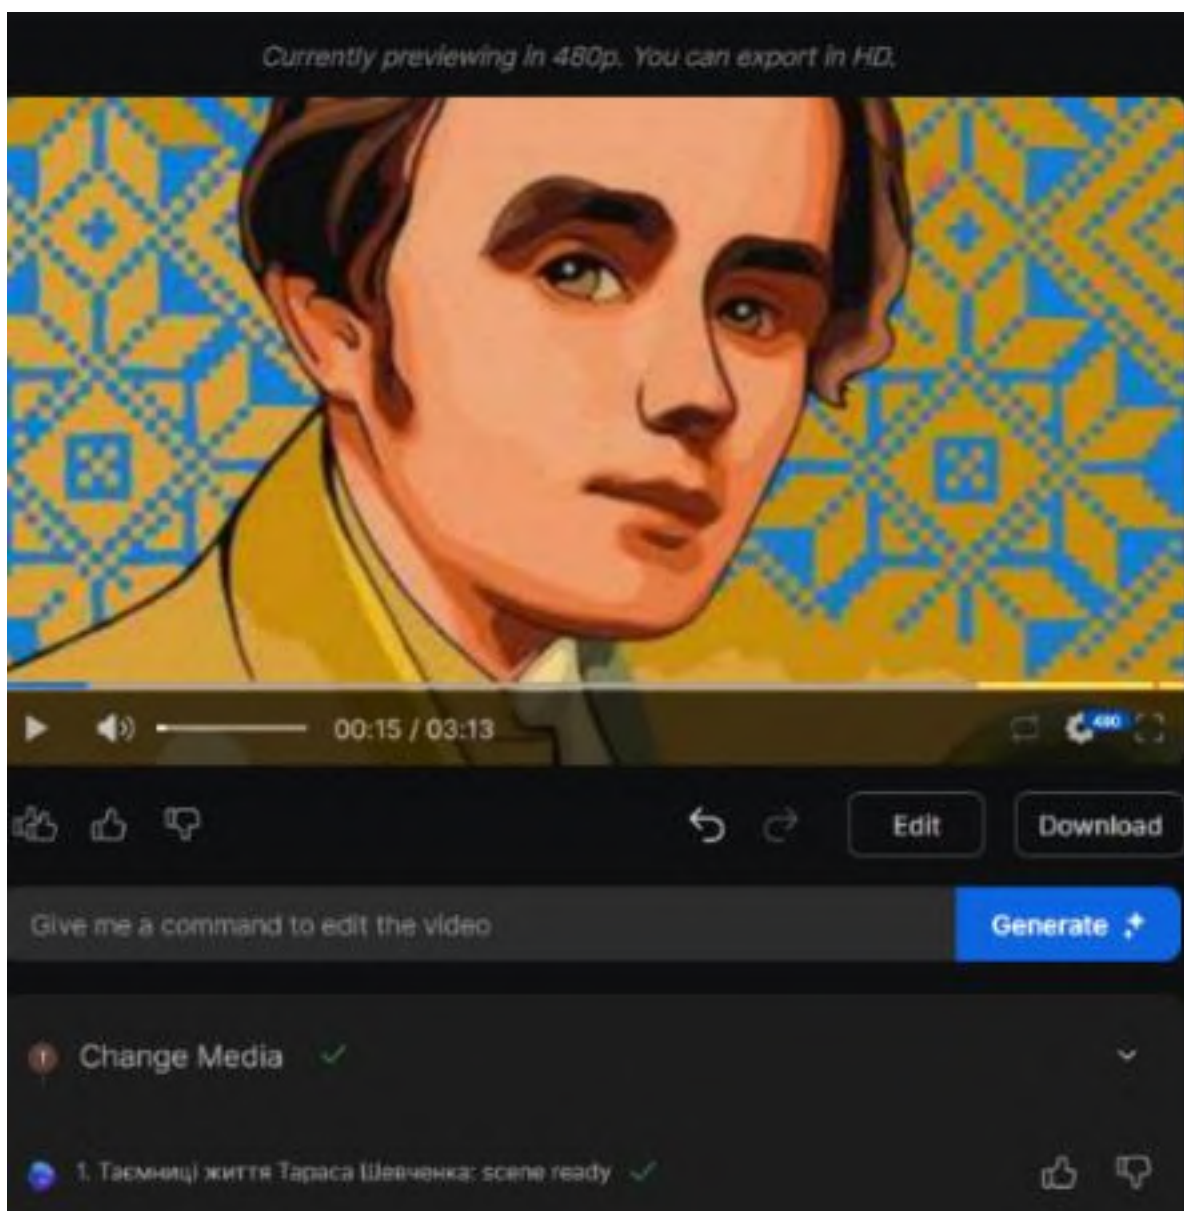 Currently previewing in 480p. You can export in HD.
00:15 / 03:13
480
Edit
Download
Give me a command to edit the video
Generate
Change Media
1. Таємниці життя Тараса Шевченка: scene ready